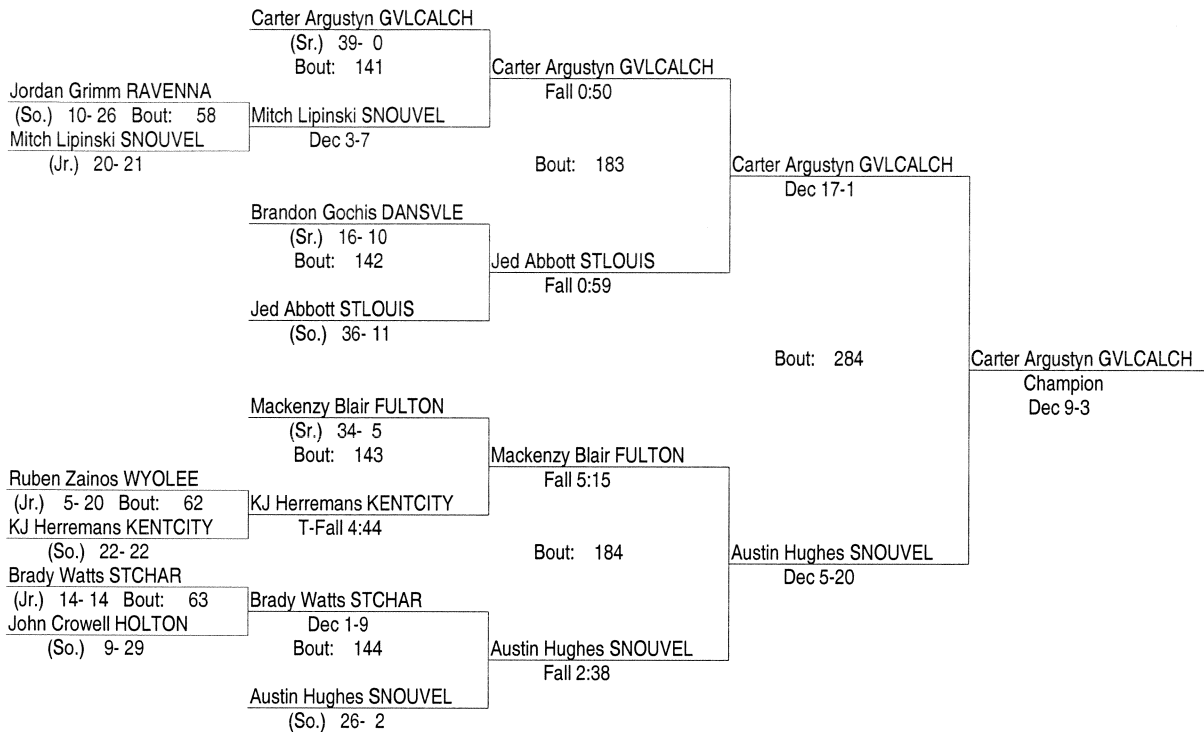 Carter Argustyn GVLCALCH
(Sr.) 39- 0
Bout: 141
Carter Argustyn GVLCALCH
Fall 0:50
Jordan Grimm RAVENNA
(So.) 10- 26 Bout: 58
Mitch Lipinski SNOUVEL
Dec 3-7
Mitch Lipinski SNOUVEL
(Jr.) 20- 21
Bout: 183
Carter Argustyn GVLCALCH
Dec 17-1
Brandon Gochis DANSVLE
(Sr.) 16- 10
Bout: 142
Jed Abbott STLOUIS
Fall 0:59
Jed Abbott STLOUIS
(So.) 36- 11
Bout: 284
Carter Argustyn GVLCALCH
Champion
Dec 9-3
Mackenzy Blair FULTON
(Sr.) 34- 5
Bout: 143
Mackenzy Blair FULTON
Fall 5:15
Ruben Zainos WYOLEE
(Jr.) 5- 20 Bout: 62
KJ Herremans KENTCITY
T-Fall 4:44
KJ Herremans KENTCITY
(So.) 22- 22
Bout: 184
Austin Hughes SNOUVEL
Dec 5-20
Brady Watts STCHAR
(Jr.) 14- 14 Bout: 63
Brady Watts STCHAR
Dec 1-9
John Crowell HOLTON
(So.) 9- 29
Bout: 144
Austin Hughes SNOUVEL
Fall 2:38
Austin Hughes SNOUVEL
(So.) 26- 2